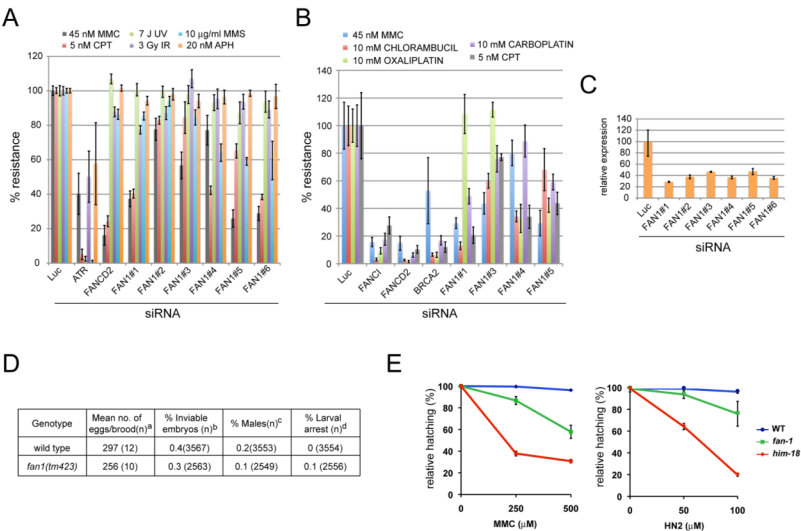 A
45 nM MMC 7 J UV 10 µg/ml MMS
5 nM CPT 3 Gy IR 20 nM APH
% resistance
120
100
80
60
40
20
0
Luc
ATR
FANCD2
FAN1#1
FAN1#2
FAN1#3
FAN1#4
FAN1#5
FAN1#6
siRNA
B
45 nM MMC
10 mM CHLORAMBUCIL
10 mM OXALIPLATIN
10 mM CARBOPLATIN
5 nM CPT
% resistance
140
120
100
80
60
40
20
0
Luc
FANCI
FANCD2
BRCA2
FAN1#1
FAN1#3
FAN1#4
FAN1#5
siRNA
C
relative expression
140
120
100
80
60
40
20
0
Luc
FAN1#1
FAN1#2
FAN1#3
FAN1#4
FAN1#5
FAN1#6
siRNA
D
Genotype Mean no. of eggs/brood(n)a % Inviable embryos (n)b % Males(n)c % Larval arrest (n)d
wild type 297 (12) 0.4(3567) 0.2(3553) 0 (3554)
fan1(tm423) 256 (10) 0.3 (2563) 0.1 (2549) 0.1 (2556)
E
relative hatching (%)
100
80
60
40
20
0
0 250 500
MMC (µM)
relative hatching (%)
100
80
60
40
20
0
0 50 100
HN2 (µM)
WT
fan-1
him-18